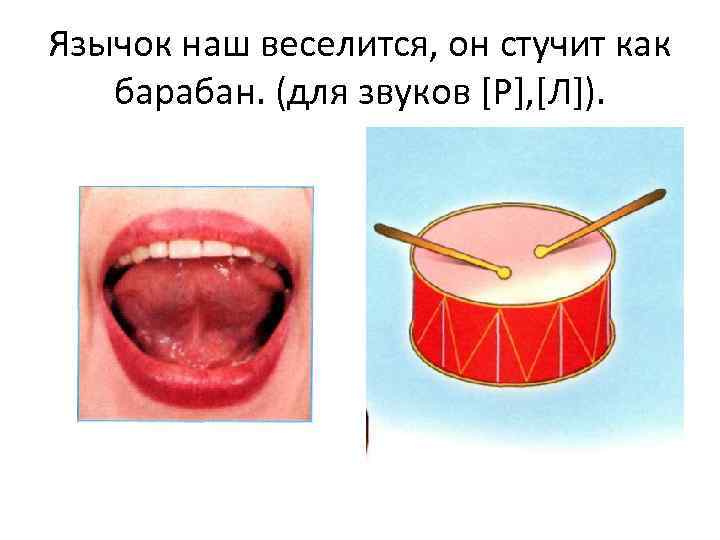 Язычок наш веселится, он стучит как
барабан. (для звуков [Р],[Л]).